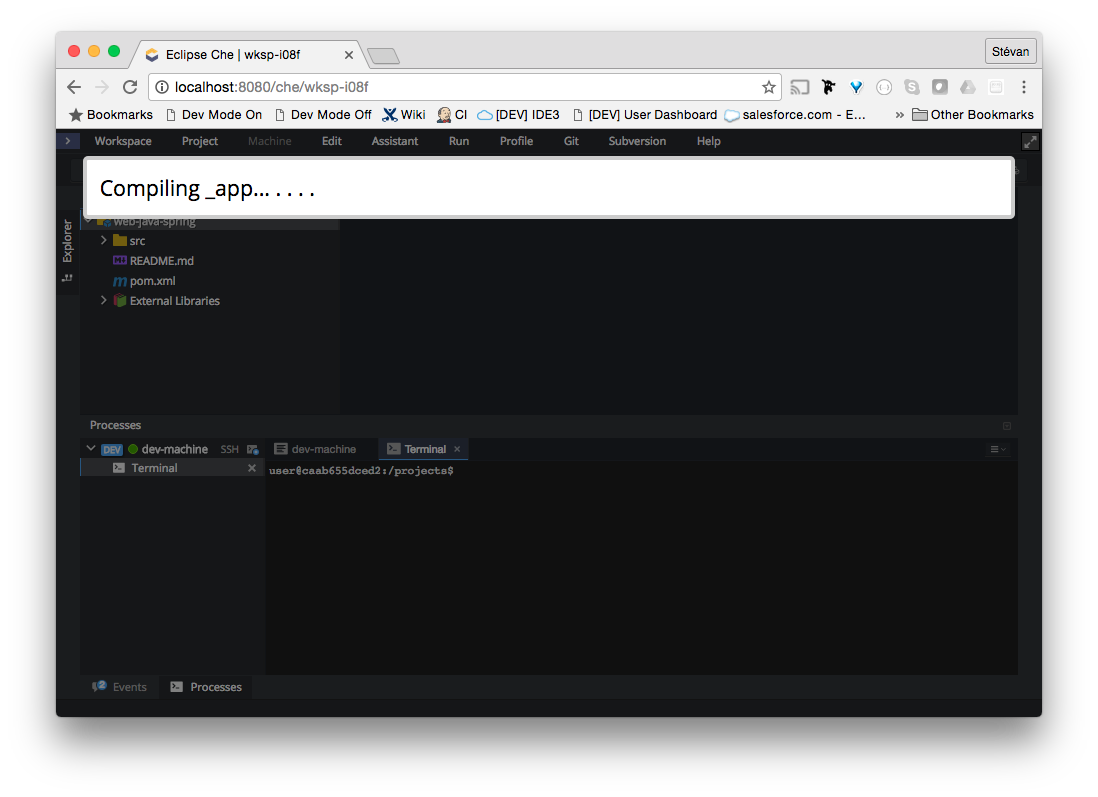 Eclipse Che | wksp-i08f
Stévan
localhost:8080/che/wksp-i08f
Bookmarks Dev Mode On Dev Mode Off Wiki CI [DEV] IDE3 [DEV] User Dashboard salesforce.com - E... » Other Bookmarks
Workspace Project Machine Edit Assistant Run Profile Git Subversion Help
Compiling _app... . . . .
Explorer
web-java-spring
src
README.md
pom.xml
External Libraries
Processes
DEV dev-machine SSH dev-machine Terminal
Terminal user@caab655dced2:/projects$
2 Events Processes